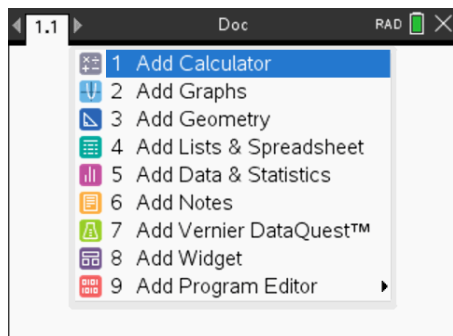 1.1 Doc RAD
1 Add Calculator
2 Add Graphs
3 Add Geometry
4 Add Lists & Spreadsheet
5 Add Data & Statistics
6 Add Notes
7 Add Vernier DataQuest™
8 Add Widget
9 Add Program Editor